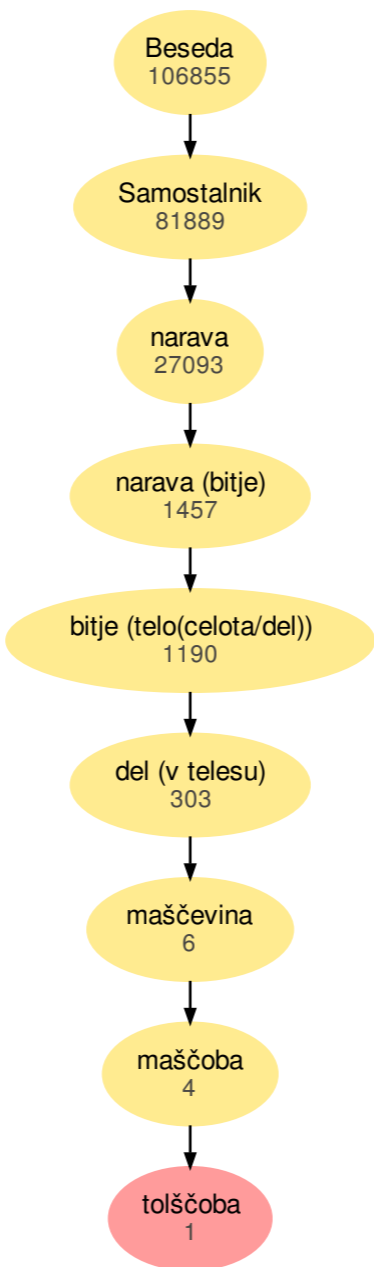 Beseda
106855
Samostalnik
81889
narava
27093
narava (bitje)
1457
bitje (telo(celota/del))
1190
del (v telesu)
303
maščevina
6
maščoba
4
tolščoba
1